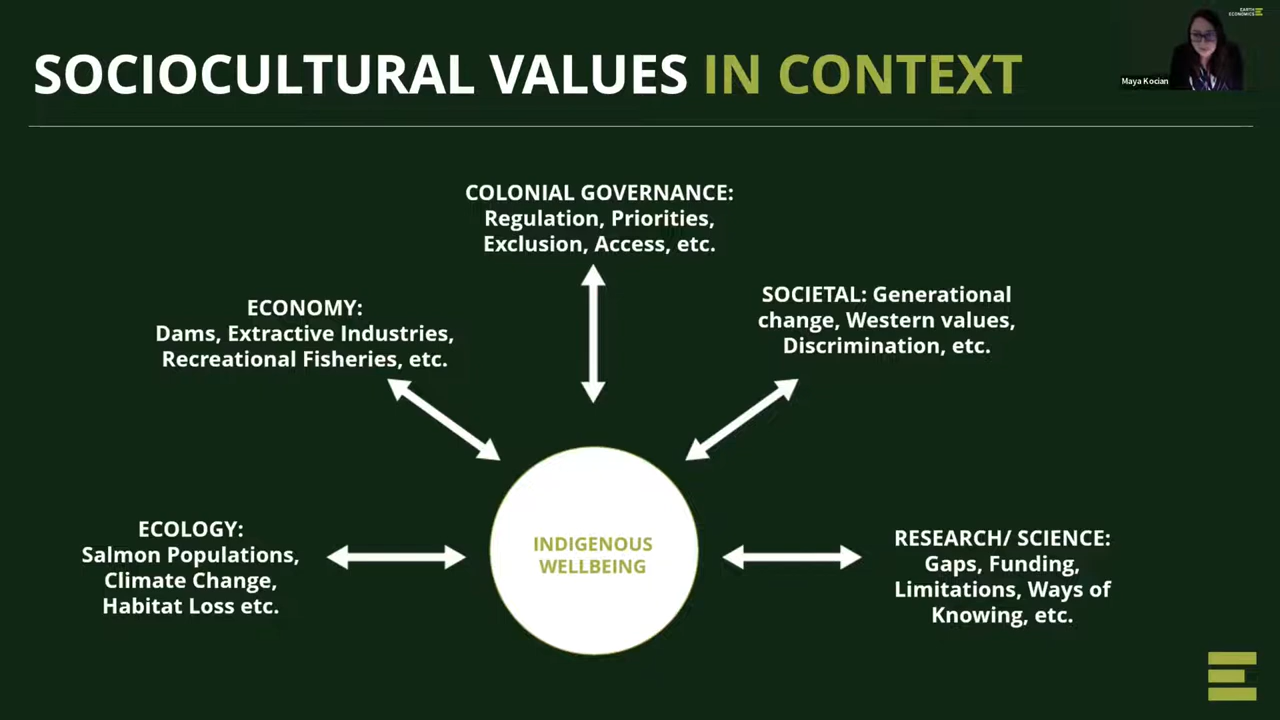 EARTH
ECONOMICS
SOCIOCULTURAL VALUES IN CONTEXT
Maya Kocian
COLONIAL GOVERNANCE:
Regulation, Priorities,
Exclusion, Access, etc.
ECONOMY:
Dams, Extractive Industries,
Recreational Fisheries, etc.
SOCIETAL: Generational
change, Western values,
Discrimination, etc.
ECOLOGY:
Salmon Populations,
Climate Change,
Habitat Loss etc.
INDIGENOUS
WELLBEING
RESEARCH/ SCIENCE:
Gaps, Funding,
Limitations, Ways of
Knowing, etc.